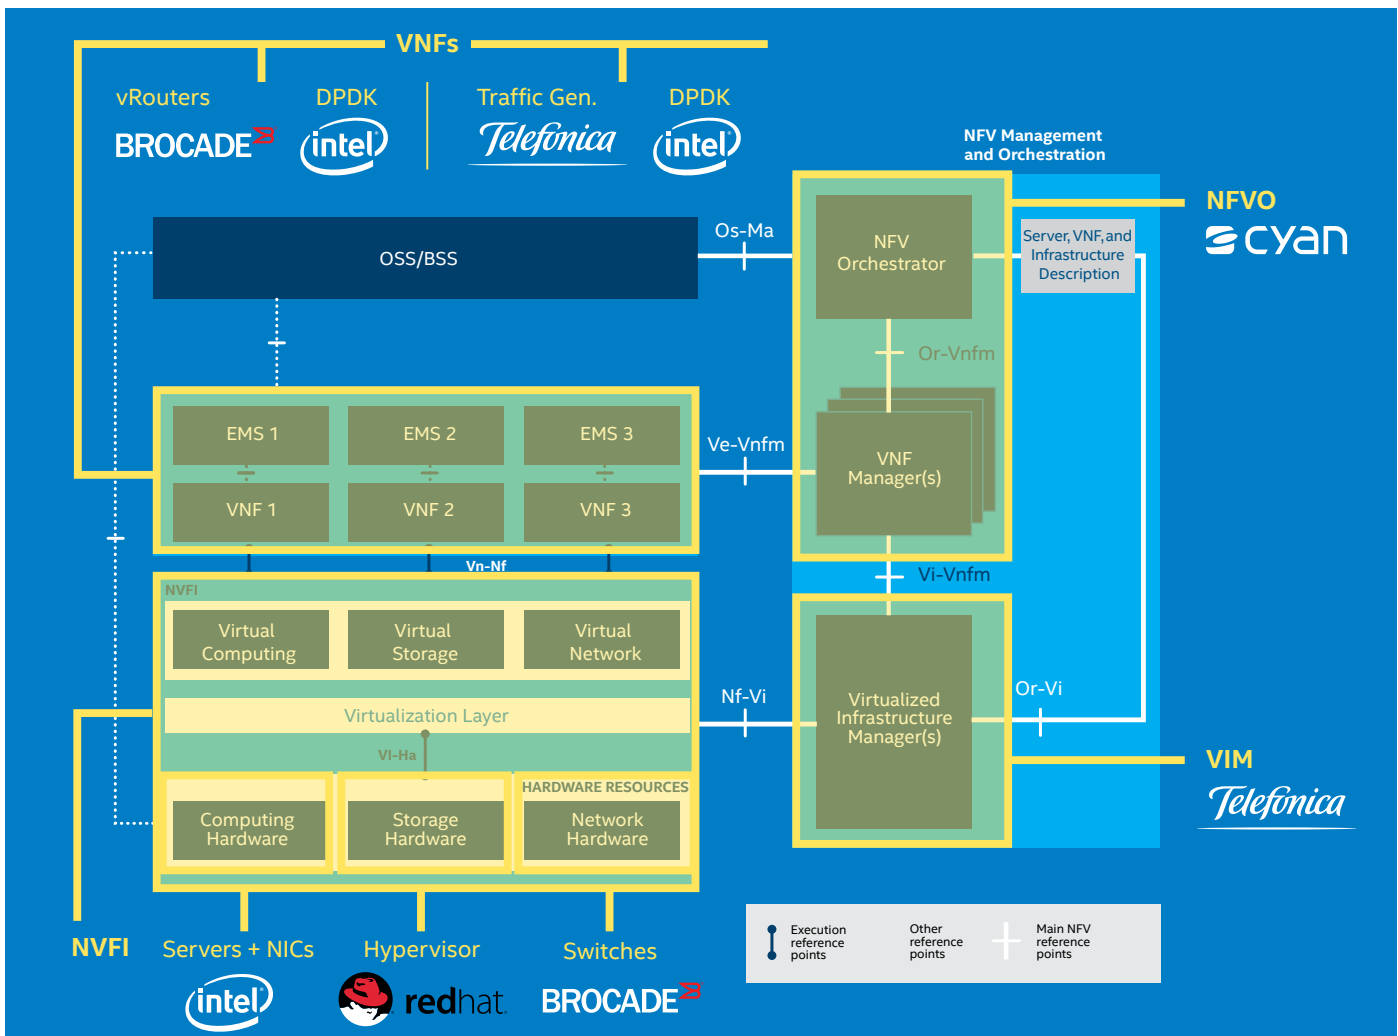 VNFs
vRouters
DPDK
Traffic Gen.
DPDK
BROCADE
intel
Telefónica
intel
NFV Management
and Orchestration
NFVO
CYAN
OSS/BSS
Os-Ma
NFV
Orchestrator
Server, VNF, and
Infrastructure
Description
Or-Vnfm
EMS 1
EMS 2
EMS 3
Ve-Vnfm
VNF
Manager(s)
VNF 1
VNF 2
VNF 3
Vn-Nf
Vi-Vnfm
NVFI
Virtual
Computing
Virtual
Storage
Virtual
Network
Virtualization Layer
Nf-Vi
Virtualized
Infrastructure
Manager(s)
Or-Vi
VI-Ha
HARDWARE RESOURCES
Computing
Hardware
Storage
Hardware
Network
Hardware
VIM
Telefónica
NVFI
Servers + NICs
Hypervisor
Switches
intel
redhat.
BROCADE
Execution
reference
points
Other
reference
points
Main NFV
reference
points